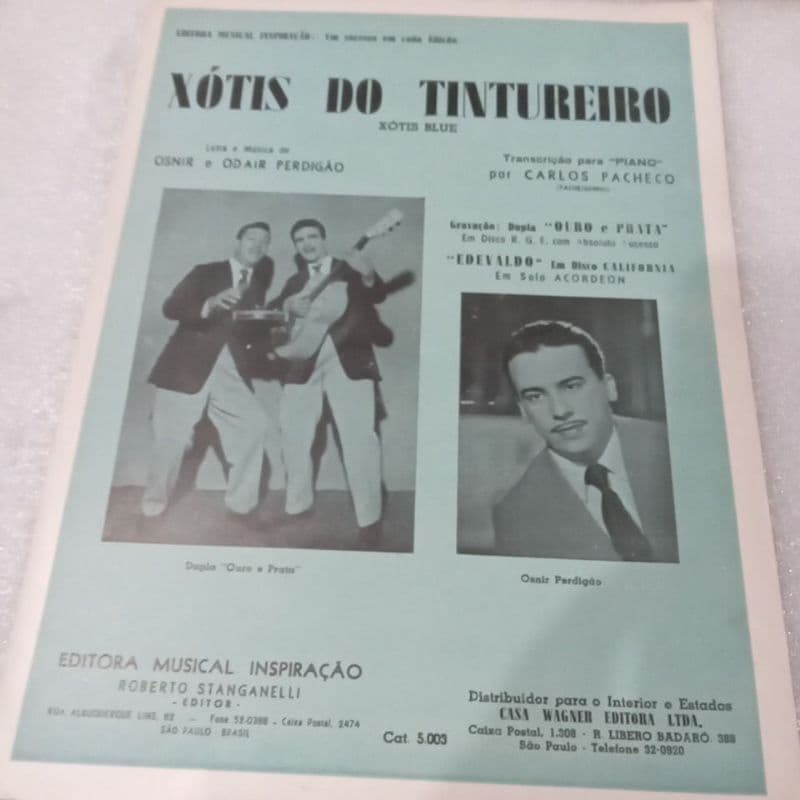 EDITORA MUSICAL INSPIRAÇÃO: Um sucesso em cada Edição
XÓTIS DO TINTUREIRO
XÓTIS BLUE
Letra e Música de
OSNIR e ODAIR PERDIGÃO
Transcrição para "PIANO"
por CARLOS PACHECO
Gravação: Dupla "OURO e PRATA"
Em Disco R. G. E. com absoluto sucesso
"EDEVALDO" Em Disco CALIFORNIA
Em Solo ACORDEON
Dupla "Ouro e Prata"
Osnir Perdigão
EDITORA MUSICAL INSPIRAÇÃO
ROBERTO STANGANELLI
- EDITOR -
RUA ALBUQUERQUE LINS, - Fone 52-0388 - Caixa Postal, 2474
SÃO PAULO - BRASIL
Cat. 5.003
Distribuidor para o Interior e Estados
CASA WAGNER EDITORA LTDA.
Caixa Postal, 1.308 - R. LIBERO BADARÓ, 388
São Paulo - Telefone 32-0920